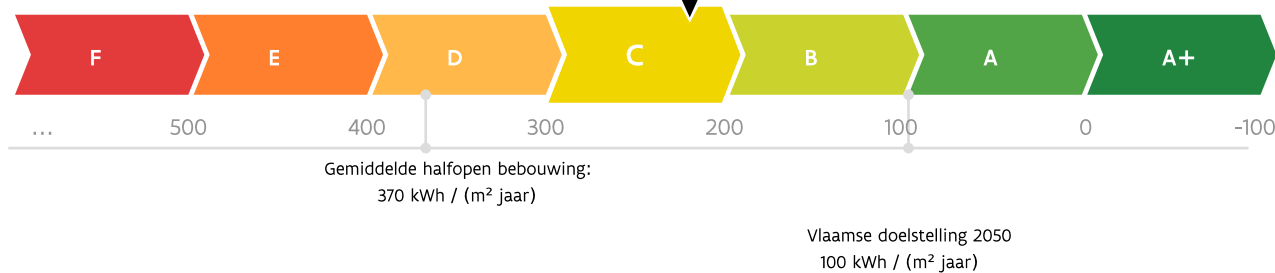 F E D C B A A+
... 500 400 300 200 100 0 -100
Gemiddelde halfopen bebouwing:
370 kWh / (m² jaar)
Vlaamse doelstelling 2050
100 kWh / (m² jaar)